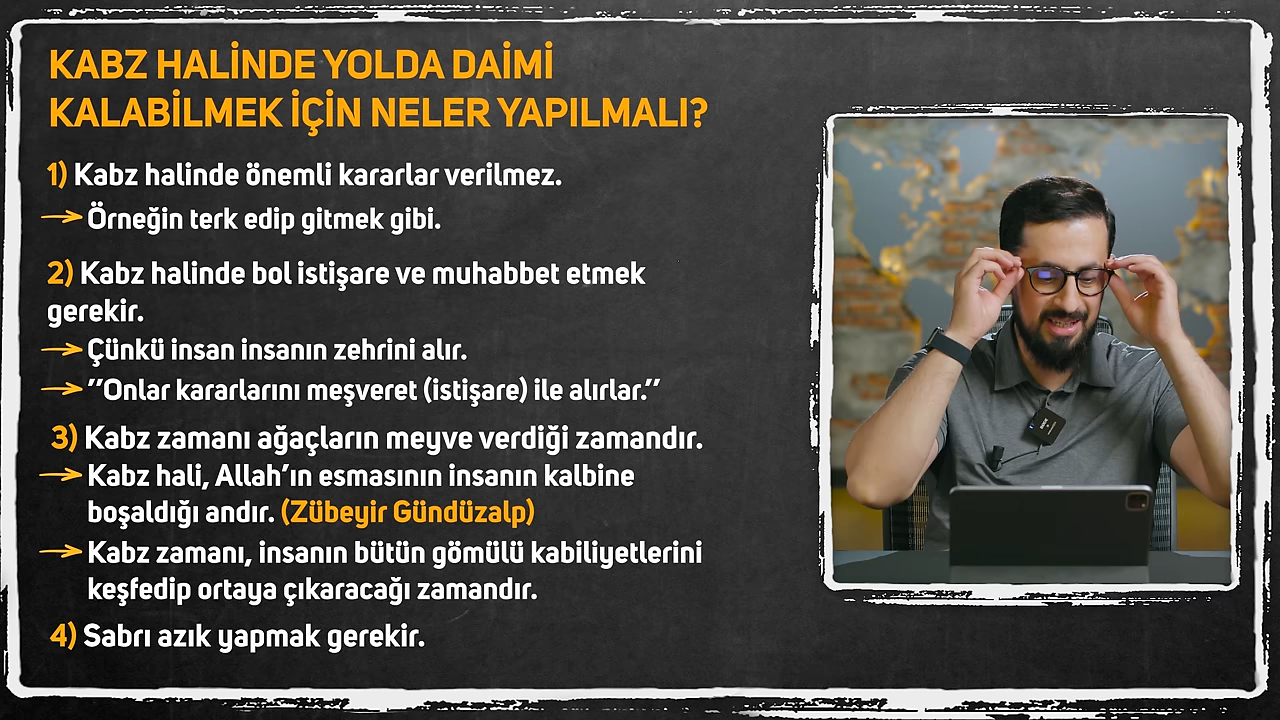 KABZ HALİNDE YOLDA DAİMİ
KALABİLMEK İÇİN NELER YAPILMALI?
1) Kabz halinde önemli kararlar verilmez.
→ Örneğin terk edip gitmek gibi.
2) Kabz halinde bol istişare ve muhabbet etmek
gerekir.
→ Çünkü insan insanın zehrini alır.
→ ”Onlar kararlarını meşveret (istişare) ile alırlar.”
3) Kabz zamanı ağaçların meyve verdiği zamandır.
→ Kabz hali, Allah’ın esmasının insanın kalbine
boşaldığı andır. (Zübeyir Gündüzalp)
→ Kabz zamanı, insanın bütün gömülü kabiliyetlerini
keşfedip ortaya çıkaracağı zamandır.
4) Sabrı azık yapmak gerekir.